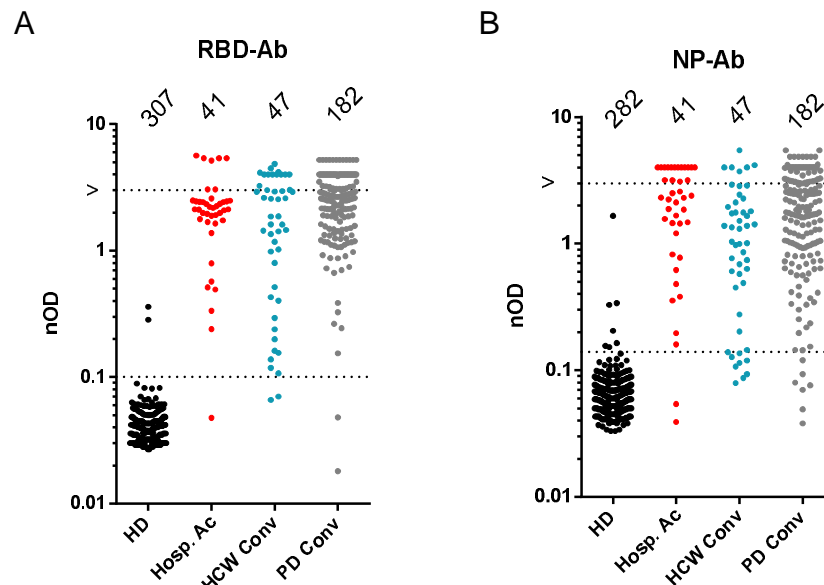 A
RBD-Ab
307 41 47 182
10
>
1
0.1
0.01
nOD
HD
Hosp. Ac
HCW Conv
PD Conv
B
NP-Ab
282 41 47 182
10
>
1
0.1
0.01
nOD
HD
Hosp. Ac
HCW Conv
PD Conv